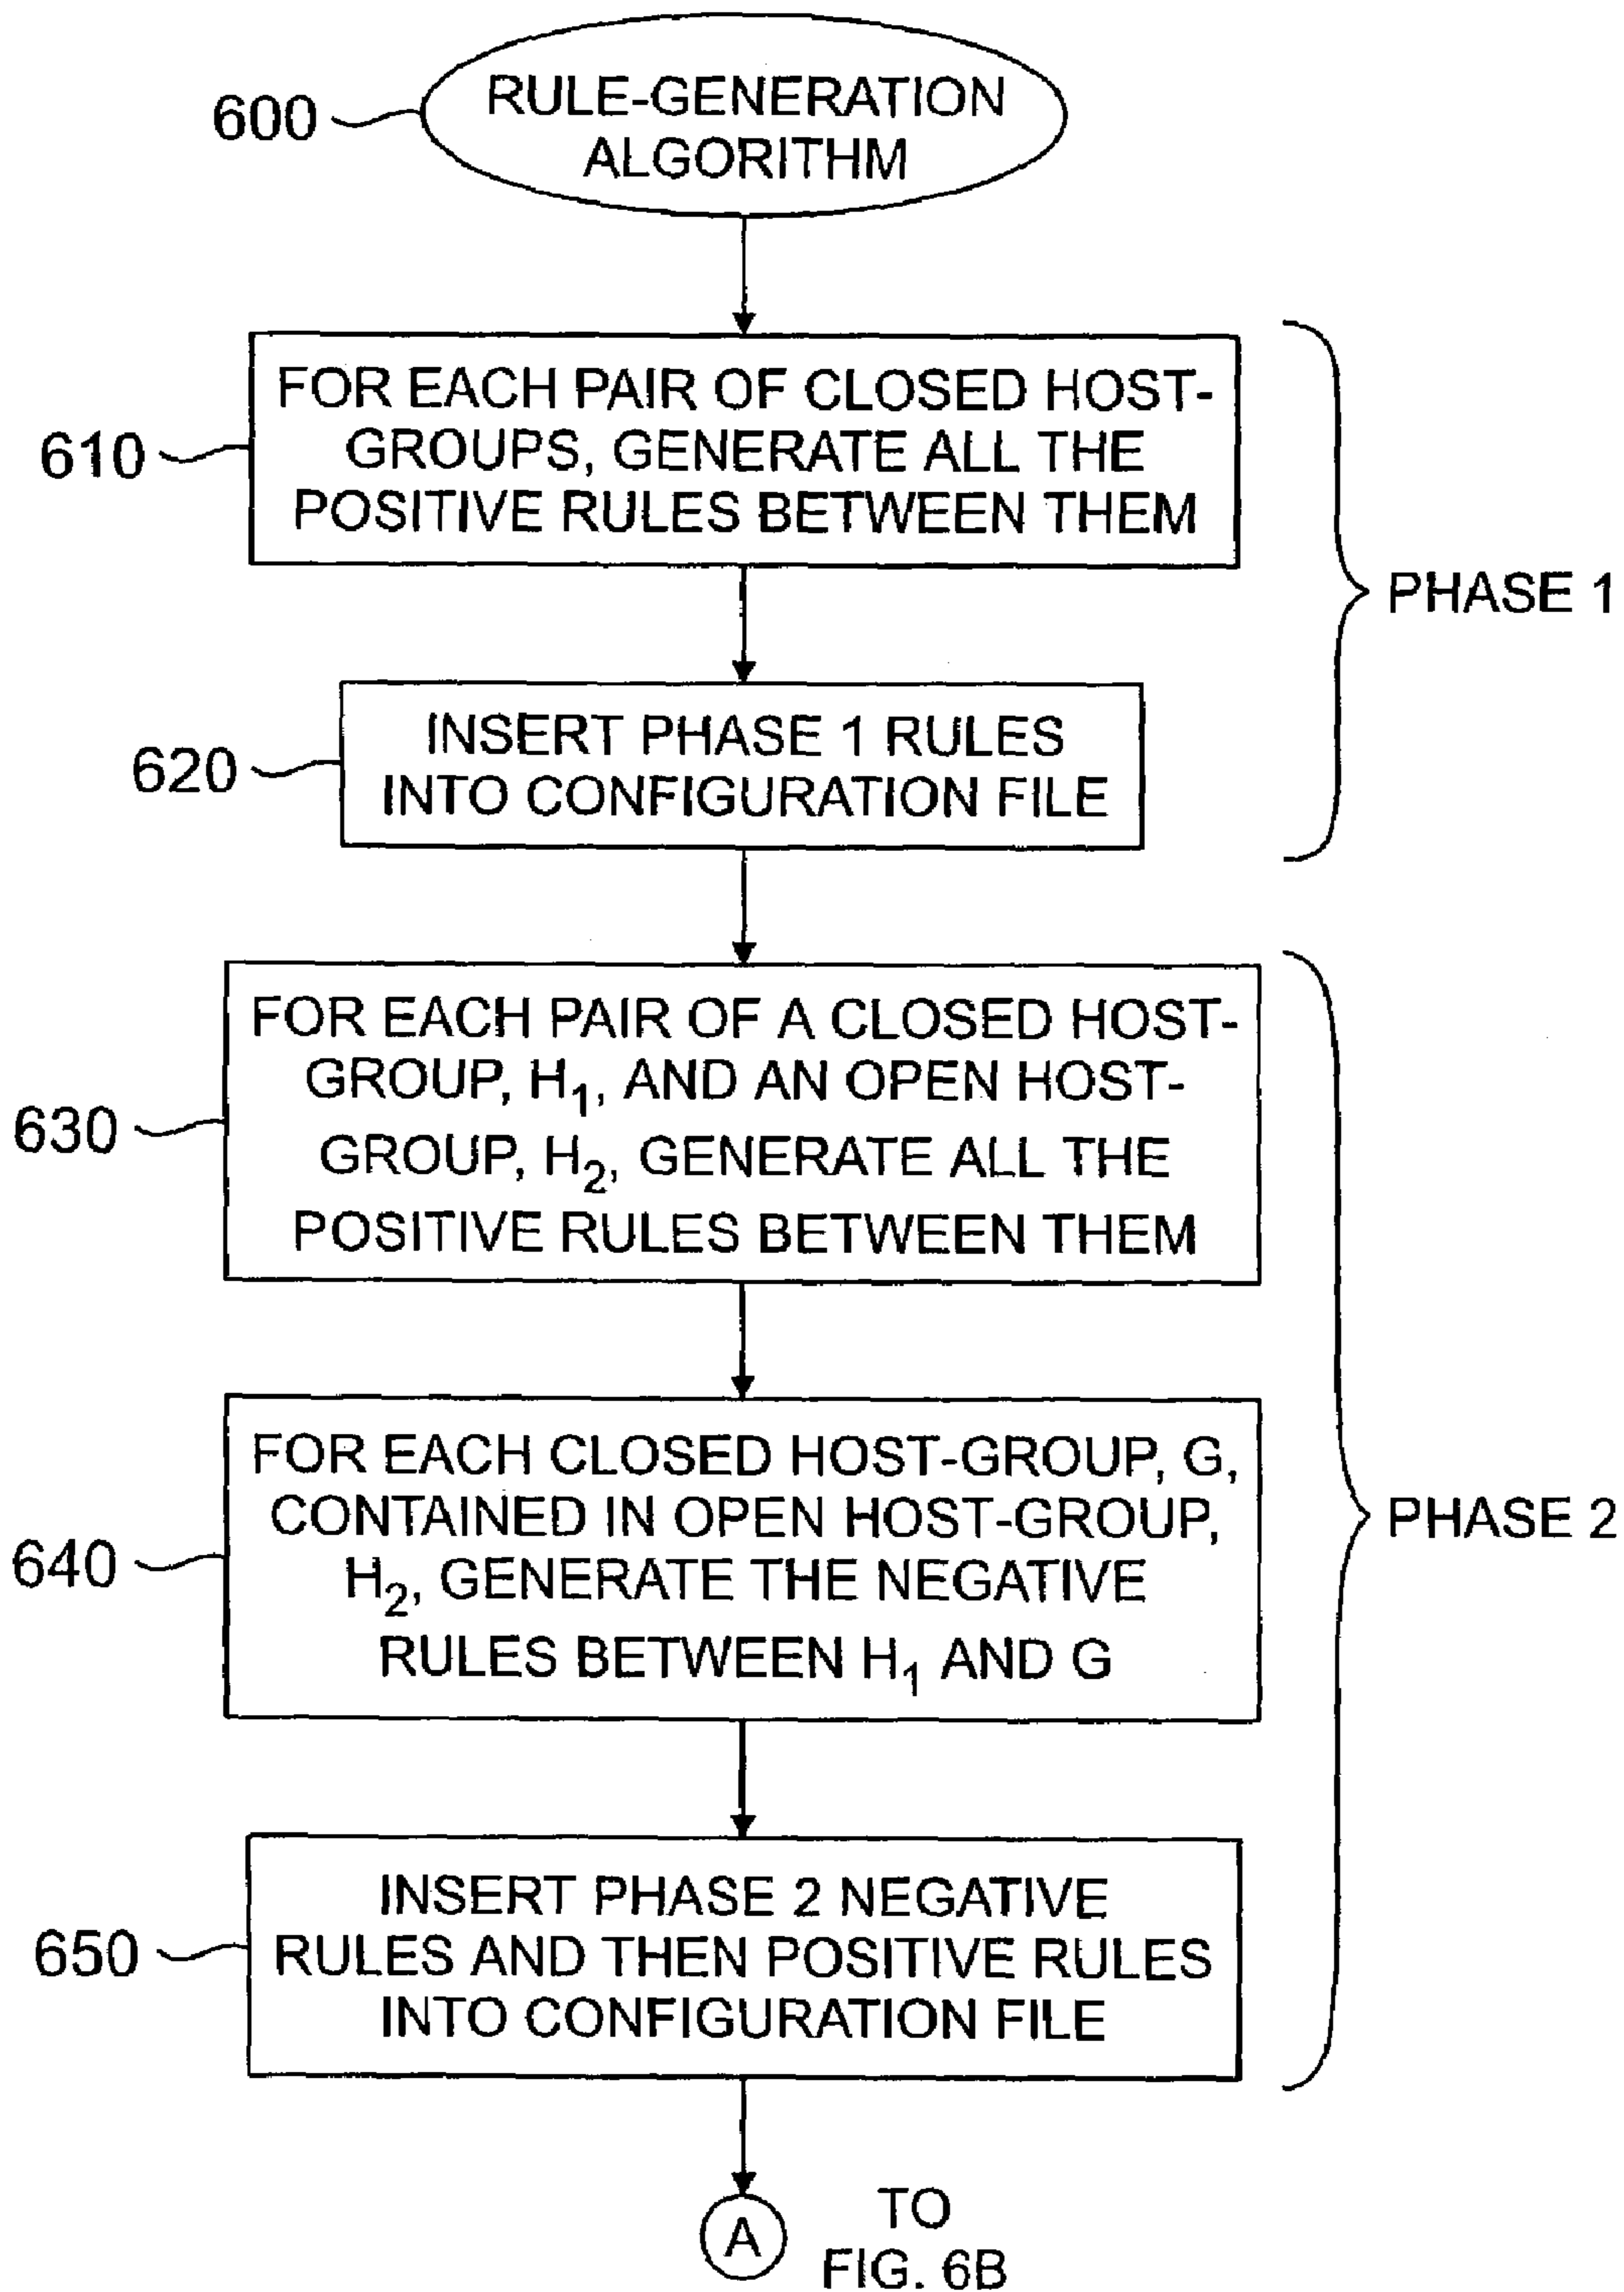 600
RULE-GENERATION
ALGORITHM
610
FOR EACH PAIR OF CLOSED HOST-
GROUPS, GENERATE ALL THE
POSITIVE RULES BETWEEN THEM
PHASE 1
620
INSERT PHASE 1 RULES
INTO CONFIGURATION FILE
630
FOR EACH PAIR OF A CLOSED HOST-
GROUP, H₁, AND AN OPEN HOST-
GROUP, H₂, GENERATE ALL THE
POSITIVE RULES BETWEEN THEM
640
FOR EACH CLOSED HOST-GROUP, G,
CONTAINED IN OPEN HOST-GROUP,
H₂, GENERATE THE NEGATIVE
RULES BETWEEN H₁ AND G
PHASE 2
650
INSERT PHASE 2 NEGATIVE
RULES AND THEN POSITIVE RULES
INTO CONFIGURATION FILE
A
TO
FIG. 6B